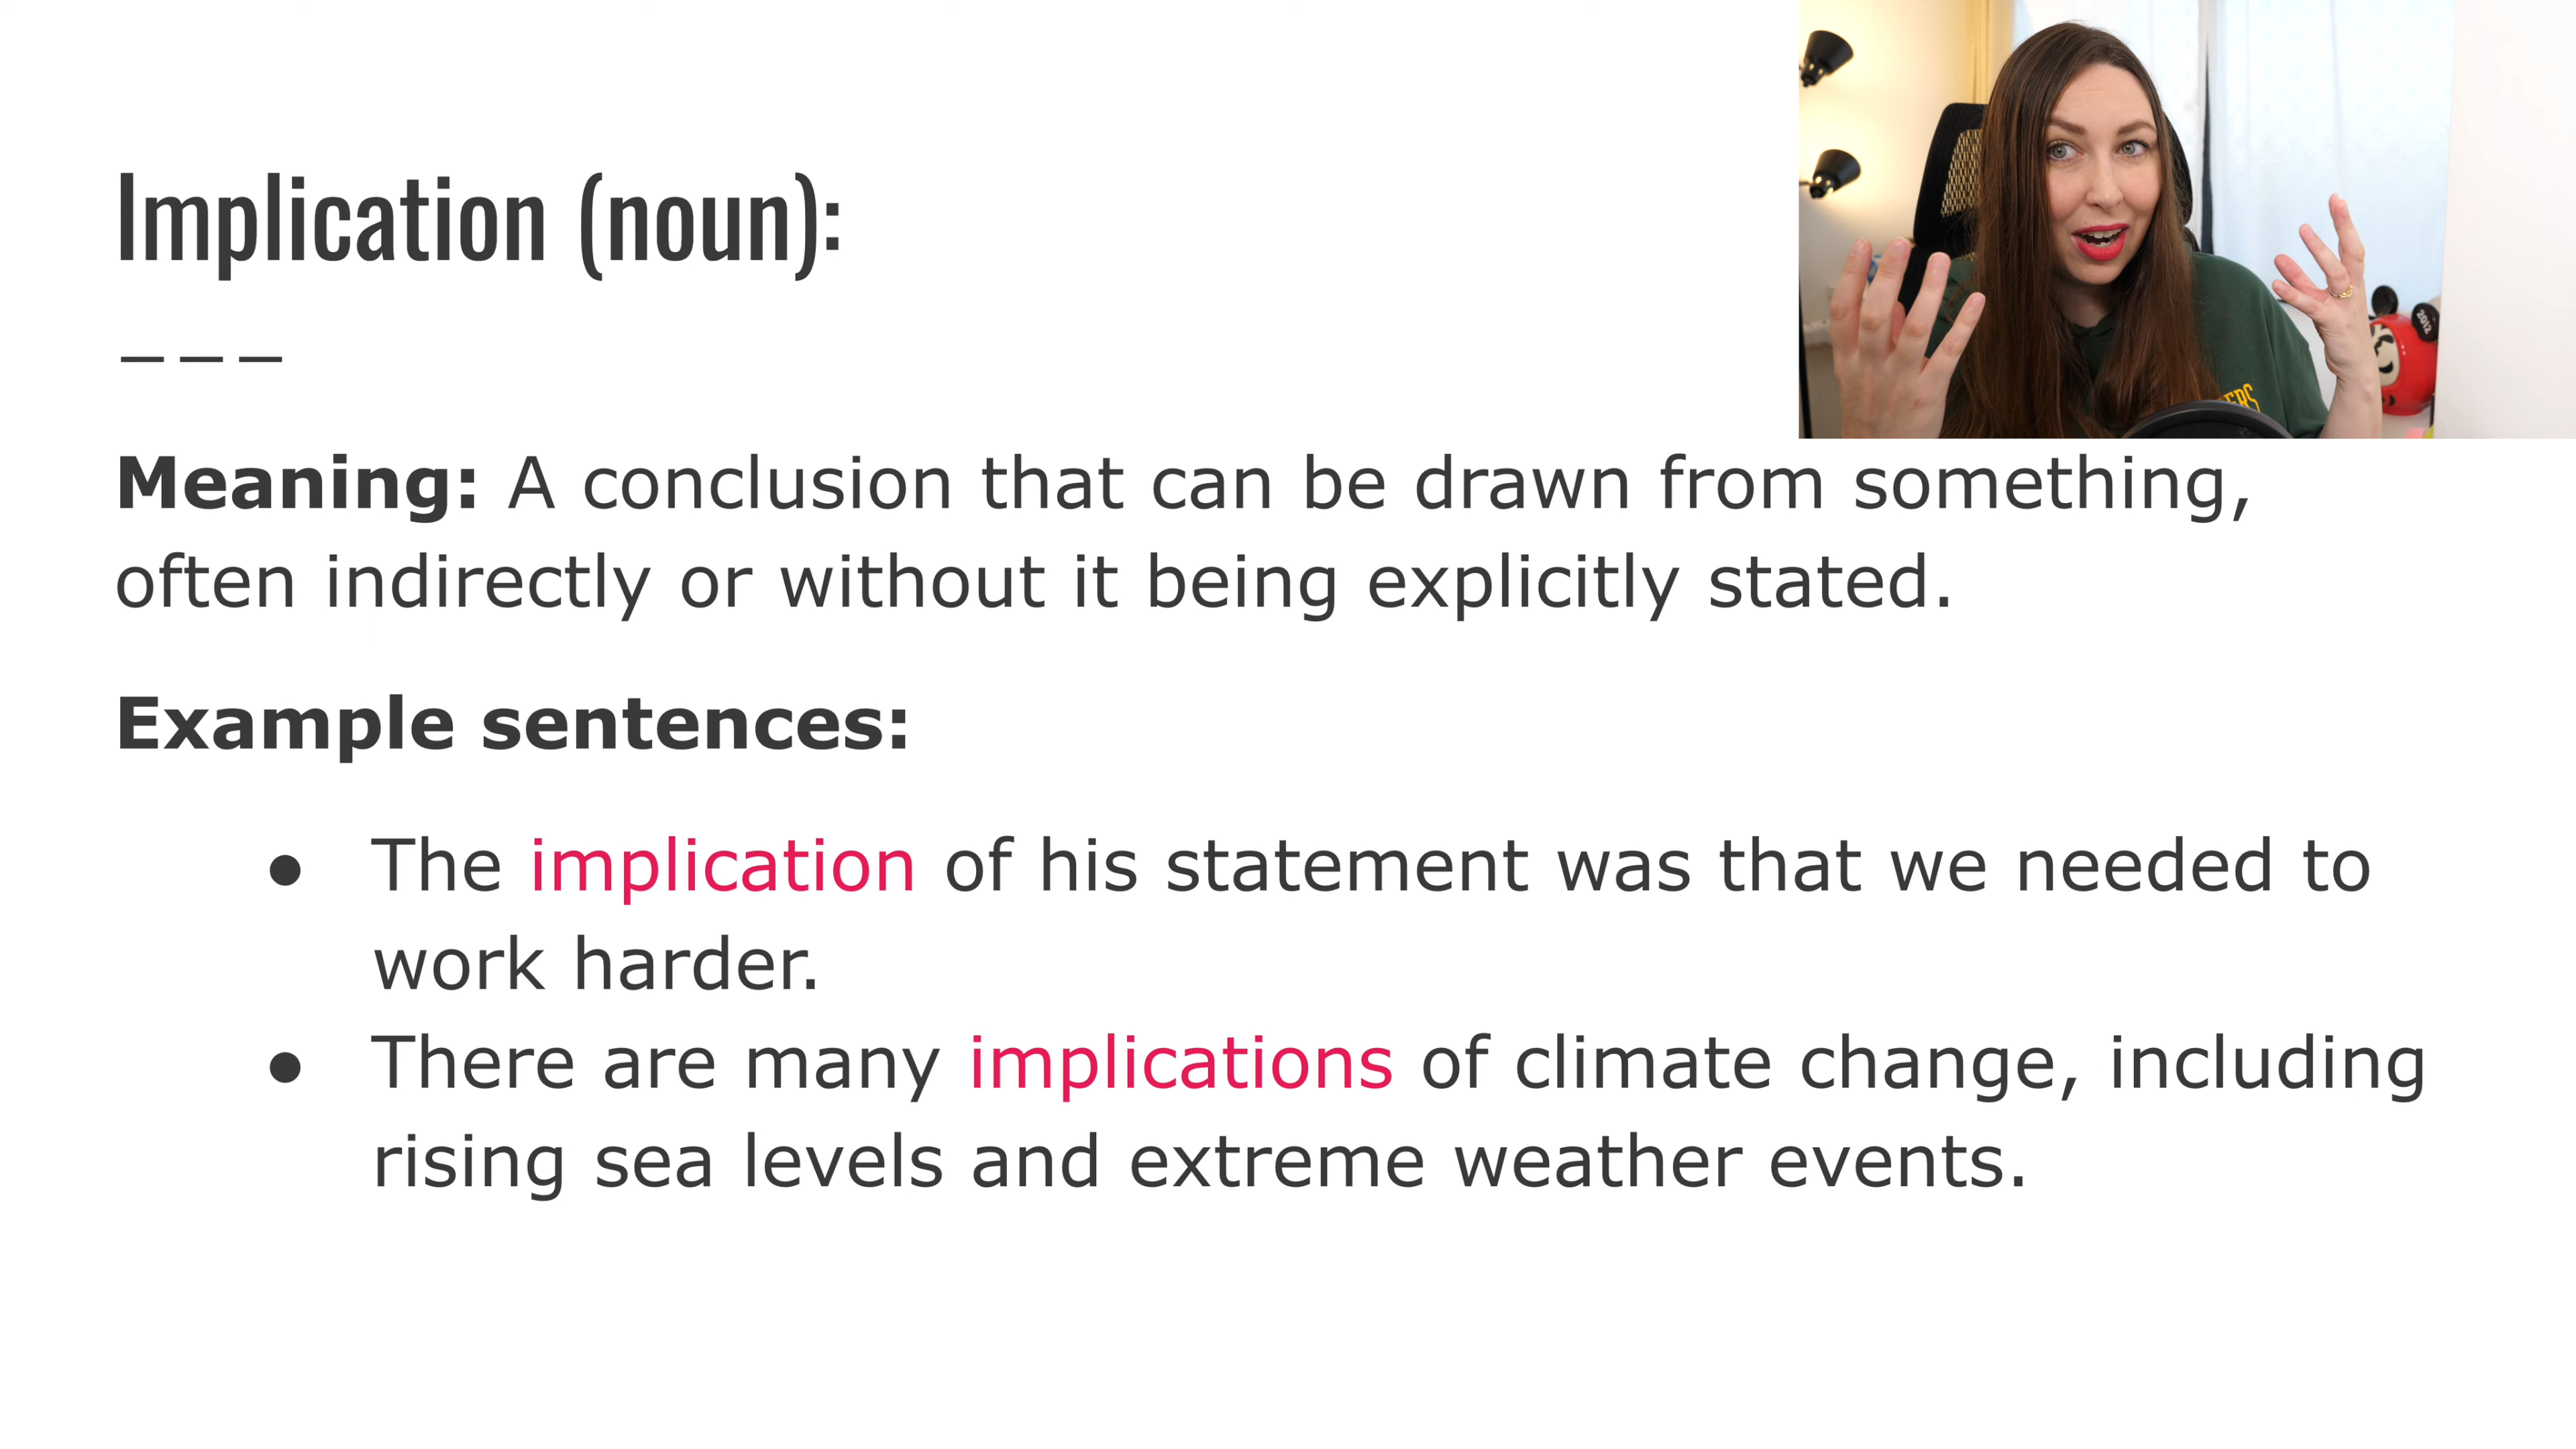 Implication (noun):
Meaning: A conclusion that can be drawn from something,
often indirectly or without it being explicitly stated.
Example sentences:
● The implication of his statement was that we needed to
work harder.
● There are many implications of climate change, including
rising sea levels and extreme weather events.
2012